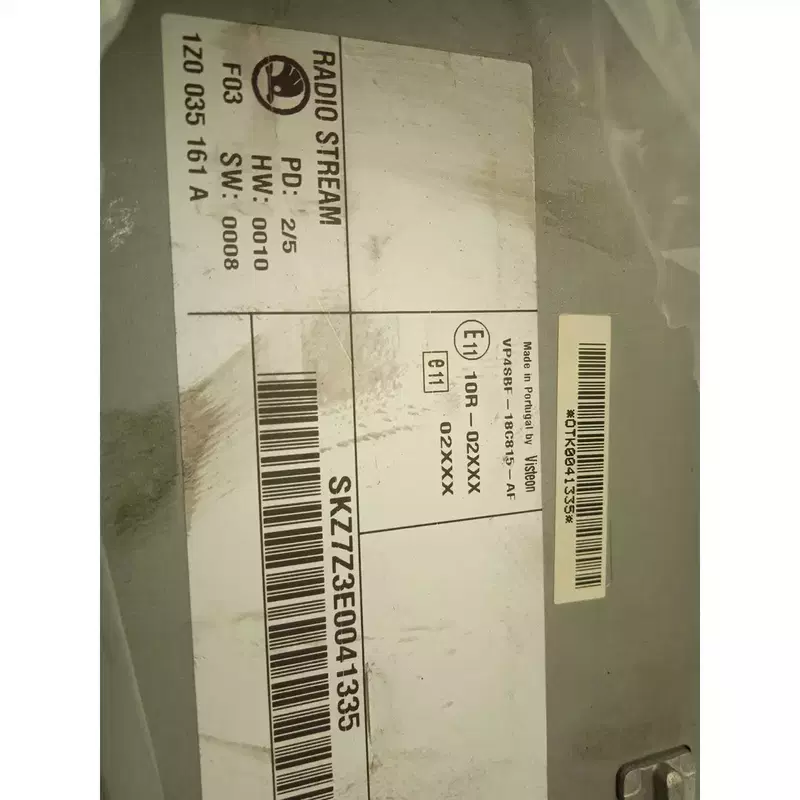 RADIO STREAM
PD: 2/5
F03 HW: 0010
SW: 0008
1Z0 035 161 A
Made in Portugal by Visteon
VP4SBF-18C815-AF
E11 10R-02XXX
e11 02XXX
SKZ7Z3E0041335
*OTK0041335*